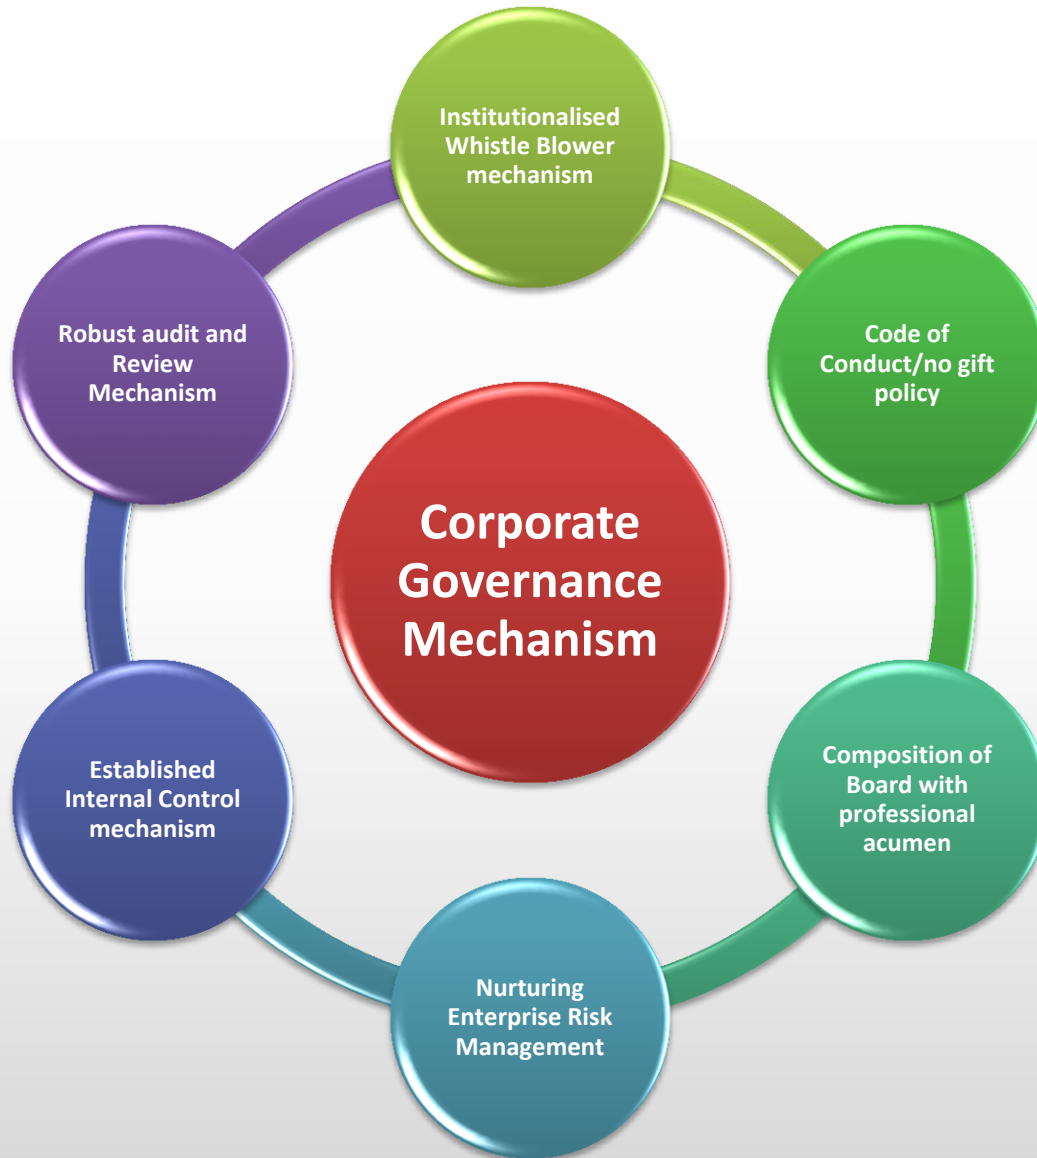 Institutionalised
Whistle Blower
mechanism
Code of
Conduct/no gift
policy
Composition of
Board with
professional
acumen
Nurturing
Enterprise Risk
Management
Established
Internal Control
mechanism
Robust audit and
Review
Mechanism
Corporate
Governance
Mechanism